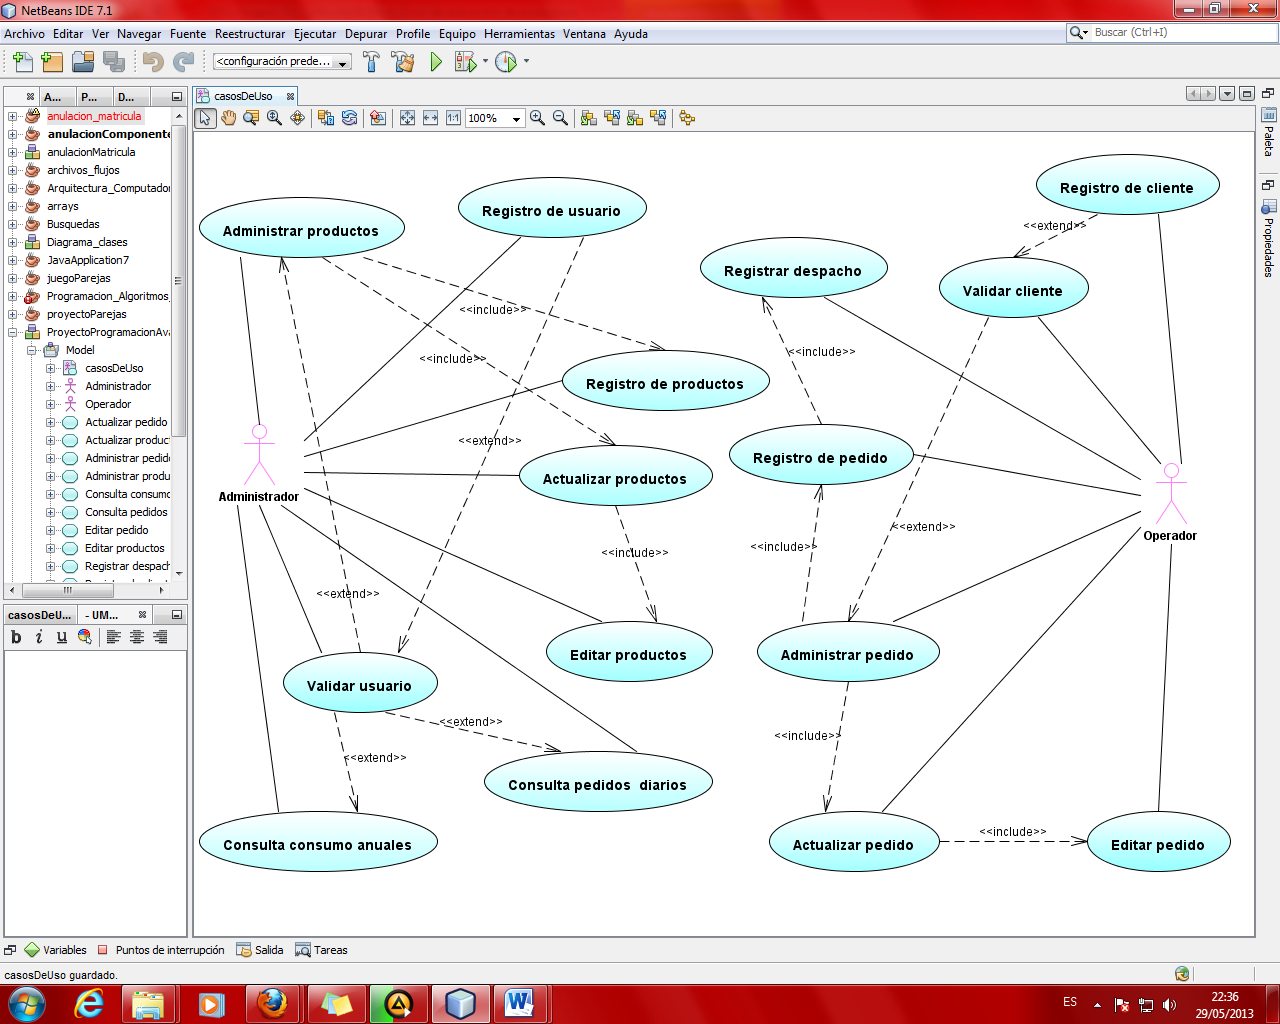 NetBeans IDE 7.1
Archivo Editar Ver Navegar Fuente Reestructurar Ejecutar Depurar Profile Equipo Herramientas Ventana Ayuda
Buscar (Ctrl+I)
<configuración prede...
A... P... D...
casosDeUso
100%
anulacion_matricula
anulacionComponente
anulacionMatricula
archivos_flujos
Arquitectura_Computador
arrays
Busquedas
Diagrama_clases
JavaApplication7
juegoParejas
Programacion_Algoritmos_
proyectoParejas
ProyectoProgramacionAva
Model
casosDeUso
Administrador
Operador
Actualizar pedido
Actualizar product
Administrar pedido
Administrar produ
Consulta consumo
Consulta pedidos
Editar pedido
Editar productos
Registrar despach
casosDeU... - UM...
b i u
Paleta
Propiedades
Administrar productos
Registro de usuario
Registro de cliente
<<extend>>
Registrar despacho
Validar cliente
<<include>>
<<include>>
<<include>>
Registro de productos
<<extend>>
Registro de pedido
Actualizar productos
Administrador
<<extend>>
Operador
<<include>>
<<include>>
<<extend>>
Editar productos
Administrar pedido
Validar usuario
<<extend>>
<<include>>
<<extend>>
Consulta pedidos diarios
<<include>>
Consulta consumo anuales
Actualizar pedido
Editar pedido
Variables Puntos de interrupción Salida Tareas
casosDeUso guardado.
ES
22:36
29/05/2013